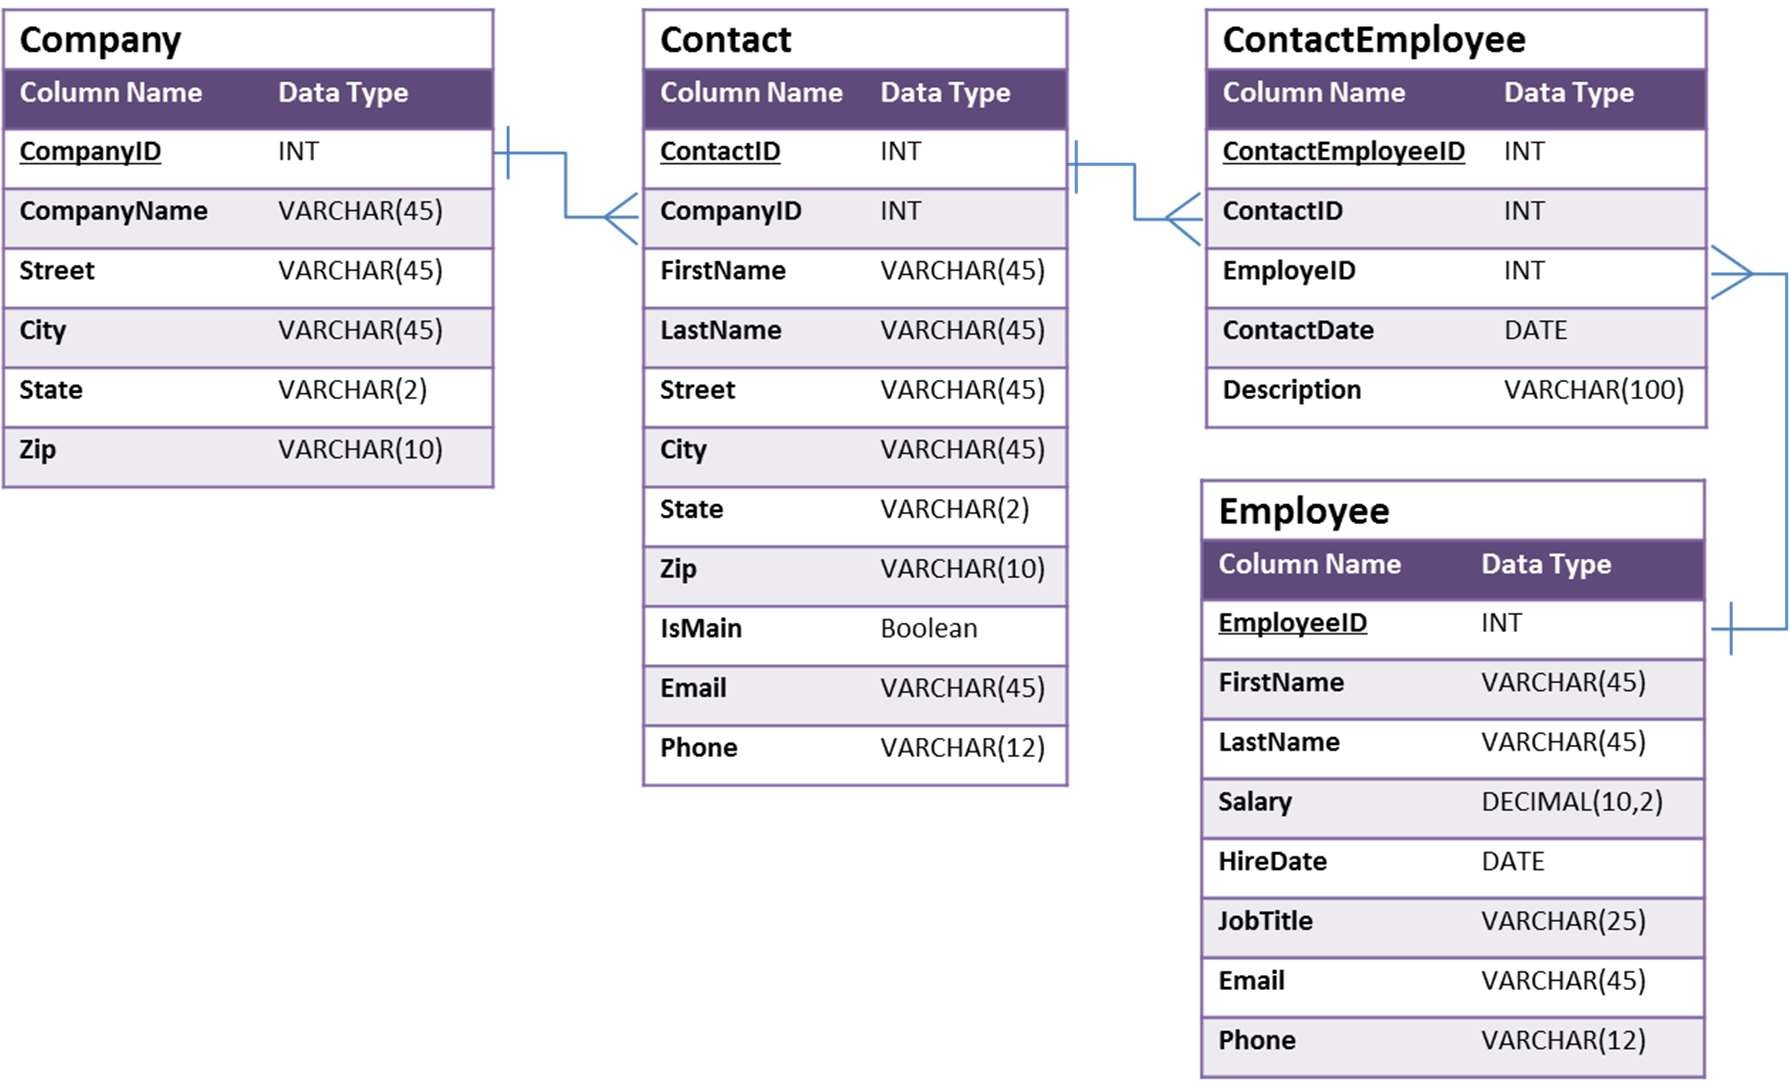 Company
Column Name Data Type
CompanyID INT
CompanyName VARCHAR(45)
Street VARCHAR(45)
City VARCHAR(45)
State VARCHAR(2)
Zip VARCHAR(10)
Contact
Column Name Data Type
ContactID INT
CompanyID INT
FirstName VARCHAR(45)
LastName VARCHAR(45)
Street VARCHAR(45)
City VARCHAR(45)
State VARCHAR(2)
Zip VARCHAR(10)
IsMain Boolean
Email VARCHAR(45)
Phone VARCHAR(12)
ContactEmployee
Column Name Data Type
ContactEmployeeID INT
ContactID INT
EmployeID INT
ContactDate DATE
Description VARCHAR(100)
Employee
Column Name Data Type
EmployeeID INT
FirstName VARCHAR(45)
LastName VARCHAR(45)
Salary DECIMAL(10,2)
HireDate DATE
JobTitle VARCHAR(25)
Email VARCHAR(45)
Phone VARCHAR(12)